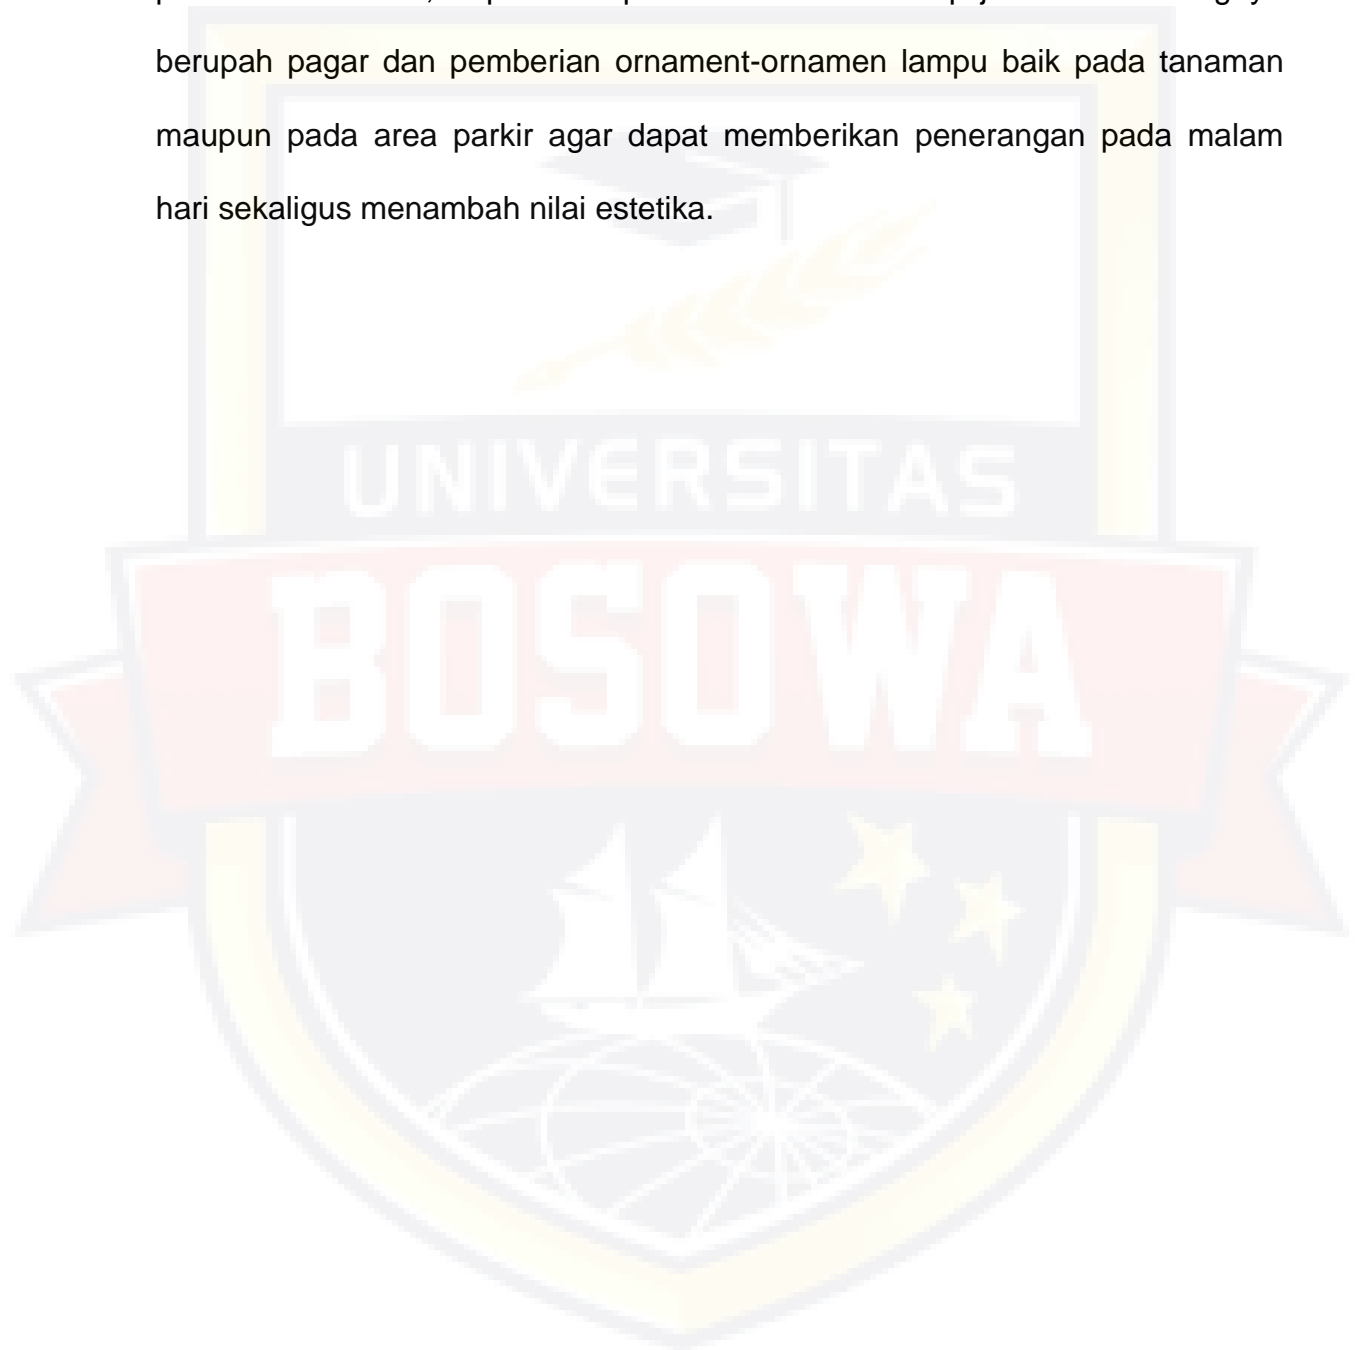 berupah pagar dan pemberian ornament-ornamen lampu baik pada tanaman
maupun pada area parkir agar dapat memberikan penerangan pada malam
hari sekaligus menambah nilai estetika.
UNIVERSITAS
BOSOWA